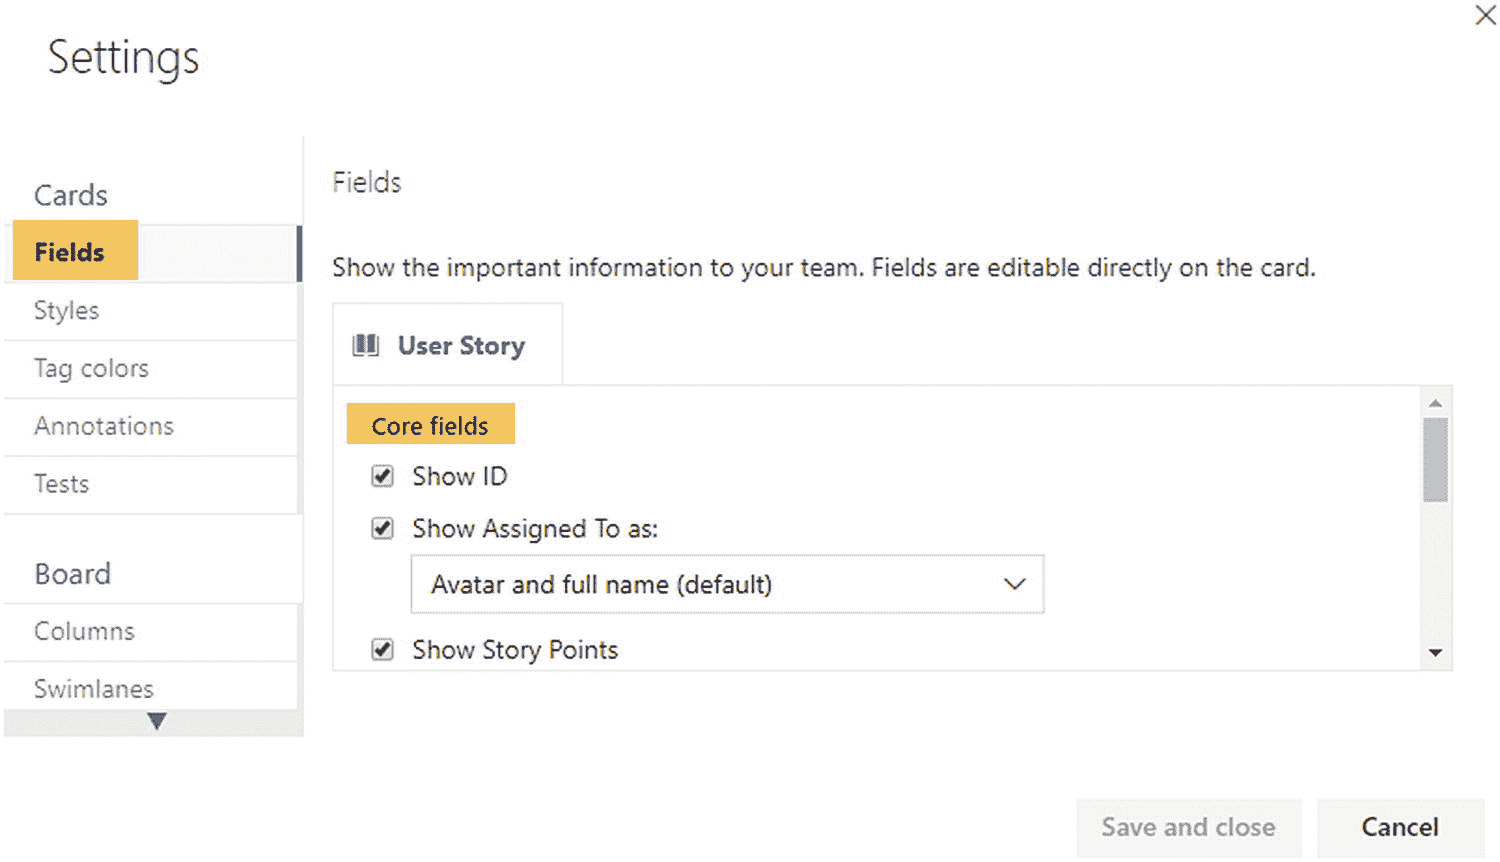 Settings
Cards
Fields
Styles
Tag colors
Annotations
Tests
Board
Columns
Swimlanes
Fields
Show the important information to your team. Fields are editable directly on the card.
User Story
Core fields
Show ID
Show Assigned To as:
Avatar and full name (default)
Show Story Points
Save and close
Cancel